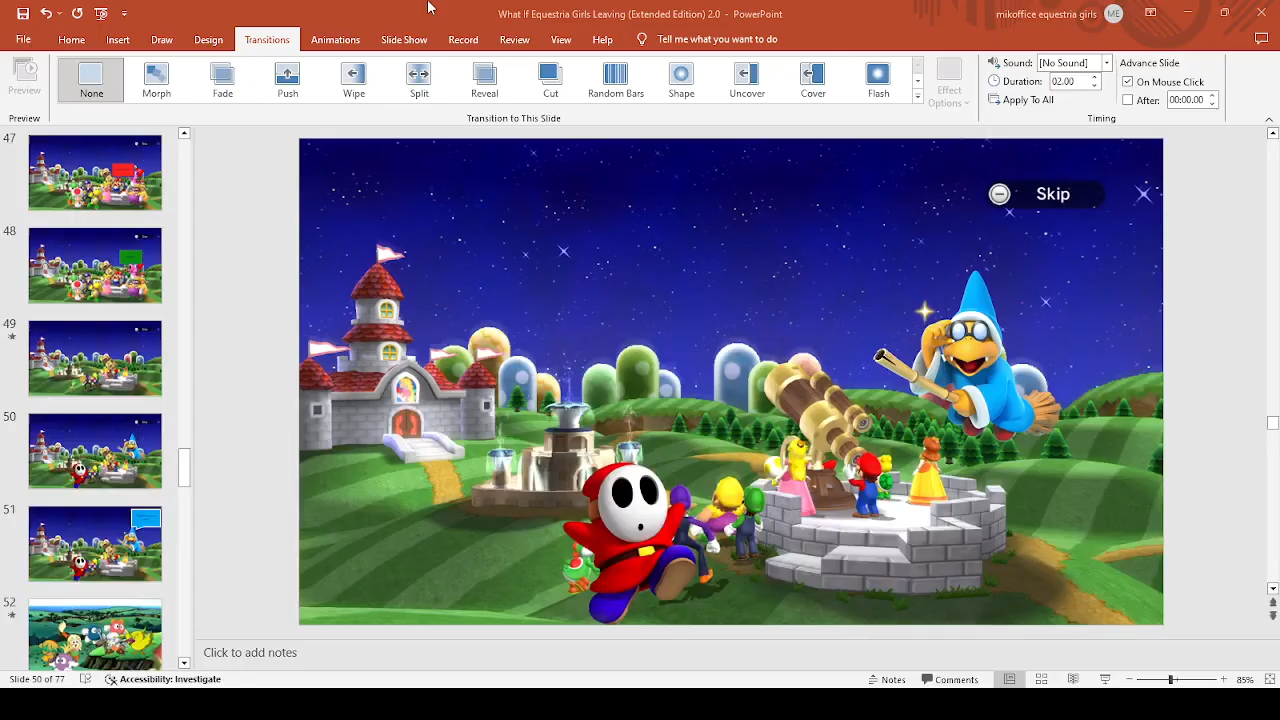 What If Equestria Girls Leaving (Extended Edition) 2.0 - PowerPoint
mikoffice equestria girls
ME
File
Home
Insert
Draw
Design
Transitions
Animations
Slide Show
Record
Review
View
Help
Tell me what you want to do
Preview
None
Morph
Fade
Push
Wipe
Split
Reveal
Cut
Random Bars
Shape
Uncover
Cover
Flash
Effect
Options
Sound:
[No Sound]
Duration:
02.00
Apply To All
Advance Slide
On Mouse Click
After:
00:00.00
Preview
Transition to This Slide
Timing
47
48
49
50
51
52
Skip
Click to add notes
Slide 50 of 77
Accessibility: Investigate
Notes
Comments
85%